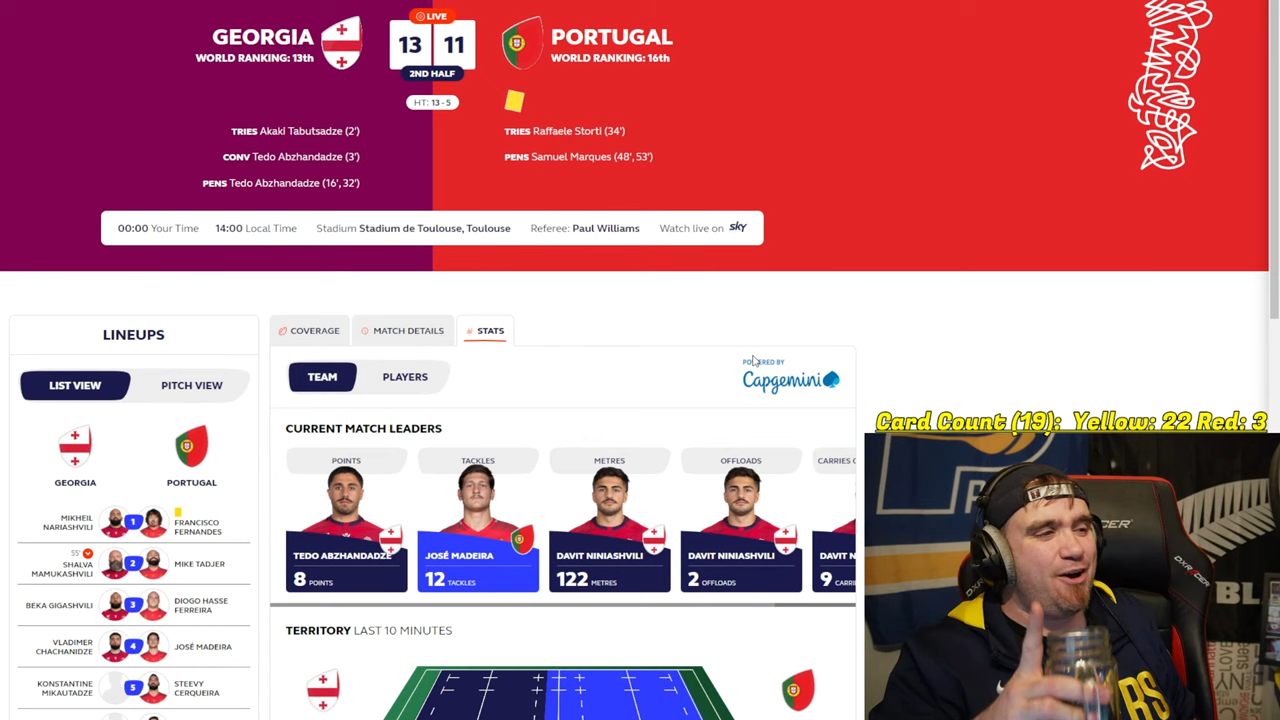 LIVE
GEORGIA
WORLD RANKING: 13th
13 11
2ND HALF
HT: 13 - 5
PORTUGAL
WORLD RANKING: 16th
TRIES Akaki Tabutsadze (2')
CONV Tedo Abzhandadze (3')
PENS Tedo Abzhandadze (16', 32')
TRIES Raffaele Storti (34')
PENS Samuel Marques (48', 53')
00:00 Your Time 14:00 Local Time Stadium Stadium de Toulouse, Toulouse Referee: Paul Williams Watch live on sky
LINEUPS
LIST VIEW PITCH VIEW
GEORGIA PORTUGAL
MIKHEIL NARIASHVILI 1 FRANCISCO FERNANDES
55' SHALVA MAMUKASHVILI 2 MIKE TADJER
BEKA GIGASHVILI 3 DIOGO HASSE FERREIRA
VLADIMER CHACHANIDZE 4 JOSÉ MADEIRA
KONSTANTINE MIKAUTADZE 5 STEEVY CERQUEIRA
COVERAGE MATCH DETAILS STATS
TEAM PLAYERS
POWERED BY
Capgemini
CURRENT MATCH LEADERS
POINTS
TEDO ABZHANDADZE
8 POINTS
TACKLES
JOSÉ MADEIRA
12 TACKLES
METRES
DAVIT NINIASHVILI
122 METRES
OFFLOADS
DAVIT NINIASHVILI
2 OFFLOADS
CARRIES
DAVIT N
9 CARRI
TERRITORY LAST 10 MINUTES
Card Count (19): Yellow: 22 Red: 3
DXRACER
BL
RS